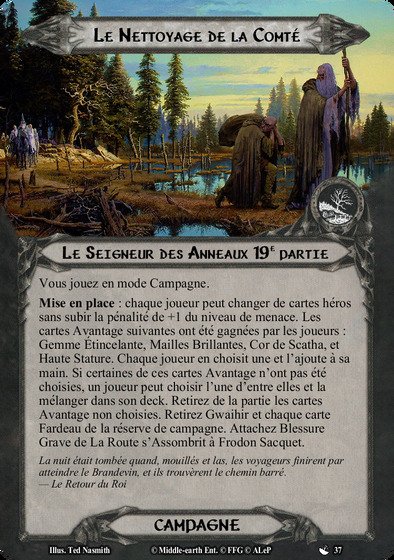 Le Nettoyage de la Comté
Le Seigneur des Anneaux 19e partie
Vous jouez en mode Campagne.
Mise en place : chaque joueur peut changer de cartes héros
sans subir la pénalité de +1 du niveau de menace. Les
cartes Avantage suivantes ont été gagnées par les joueurs :
Gemme Étincelante, Mailles Brillantes, Cor de Scatha, et
Haute Stature. Chaque joueur en choisit une et l'ajoute à sa
main. Si certaines de ces cartes Avantage n'ont pas été
choisies, un joueur peut choisir l'une d'entre elles et la
mélanger dans son deck. Retirez de la partie les cartes
Avantage non choisies. Retirez Gwaihir et chaque carte
Fardeau de la réserve de campagne. Attachez Blessure
Grave de La Route s'Assombrit à Frodon Sacquet.
La nuit était tombée quand, mouillés et las, les voyageurs finirent par
atteindre le Brandevin, et ils trouvèrent le chemin barré.
— Le Retour du Roi
CAMPAGNE
Illus. Ted Nasmith © Middle-earth Ent. © FFG © ALeP 37